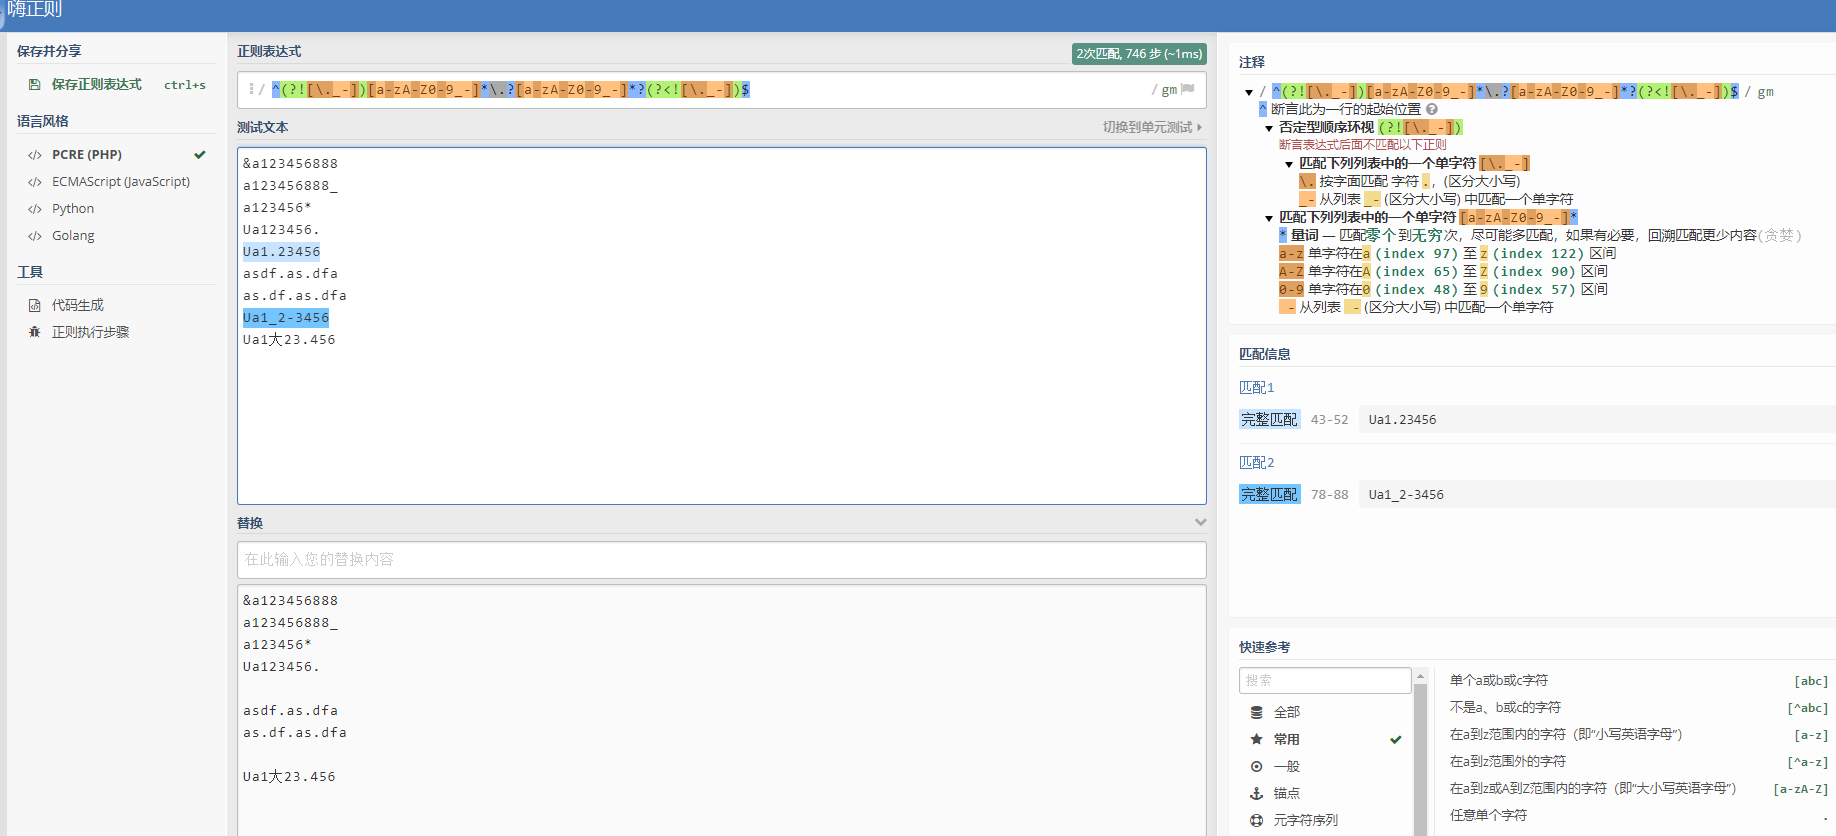 嗨正则
保存并分享
保存正则表达式 ctrl+s
语言风格
PCRE (PHP)
ECMAScript (JavaScript)
Python
Golang
工具
代码生成
正则执行步骤
正则表达式
2次匹配, 746 步 (~1ms)
/ ^(?![\._-])[a-zA-Z0-9_-]*\.?[a-zA-Z0-9_-]*?(?<![\._-])$ / gm
测试文本
切换到单元测试
&a123456888
a123456888_
a123456*
Ua123456.
Ua1.23456
asdf.as.dfa
as.df.as.dfa
Ua1_2-3456
Ua1大23.456
替换
在此输入您的替换内容
&a123456888
a123456888_
a123456*
Ua123456.
asdf.as.dfa
as.df.as.dfa
Ua1大23.456
注释
/ ^(?![\._-])[a-zA-Z0-9_-]*\.?[a-zA-Z0-9_-]*?(?<![\._-])$ / gm
^ 断言此为一行的起始位置
否定型顺序环视 (?![\._-])
断言表达式后面不匹配以下正则
匹配下列列表中的一个单字符 [\._-]
\. 按字面匹配 字符 . , (区分大小写)
_- 从列表 _- (区分大小写) 中匹配一个单字符
匹配下列列表中的一个单字符 [a-zA-Z0-9_-]*
* 量词 — 匹配零个到无穷次，尽可能多匹配，如果有必要，回溯匹配更少内容(贪婪)
a-z 单字符在a (index 97) 至 z (index 122) 区间
A-Z 单字符在A (index 65) 至 Z (index 90) 区间
0-9 单字符在0 (index 48) 至 9 (index 57) 区间
_- 从列表 _- (区分大小写) 中匹配一个单字符
匹配信息
匹配1
完整匹配 43-52 Ua1.23456
匹配2
完整匹配 78-88 Ua1_2-3456
快速参考
搜索
全部
常用
一般
锚点
元字符序列
单个a或b或c字符 [abc]
不是a、b或c的字符 [^abc]
在a到z范围内的字符（即“小写英语字母”） [a-z]
在a到z范围外的字符 [^a-z]
在a到z或A到Z范围内的字符（即“大小写英语字母”） [a-zA-Z]
任意单个字符 .